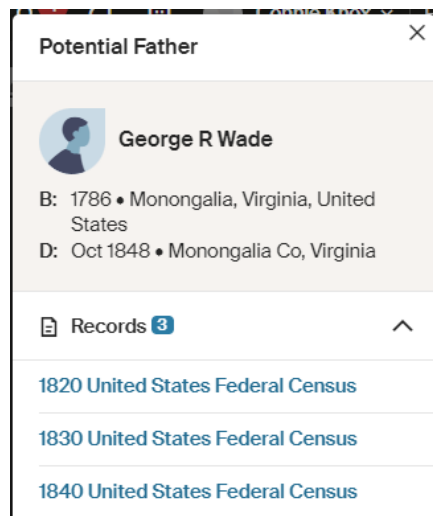 Potential Father
George R Wade
B: 1786 • Monongalia, Virginia, United
States
D: Oct 1848 • Monongalia Co, Virginia
Records 3
1820 United States Federal Census
1830 United States Federal Census
1840 United States Federal Census